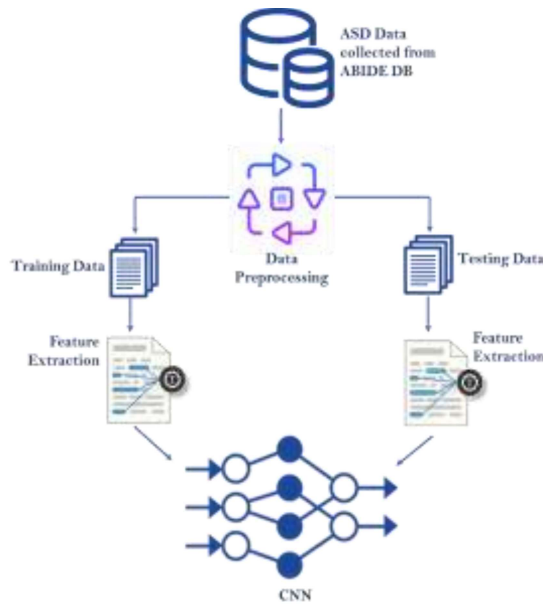 ASD Data
collected from
ABIDE DB
Training Data
Data
Preprocessing
Testing Data
Feature
Extraction
Feature
Extraction
CNN